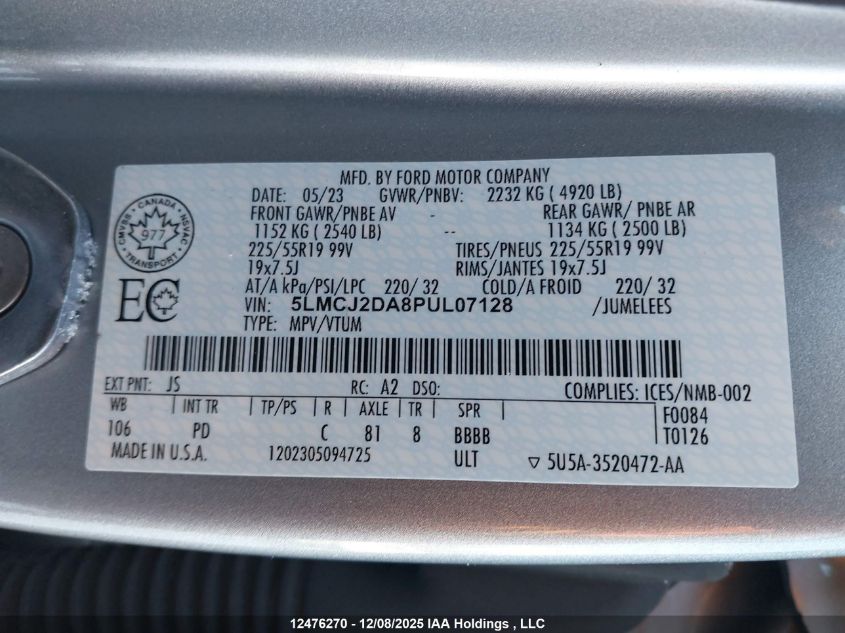 MFD. BY FORD MOTOR COMPANY
DATE: 05/23 GVWR/PNBV: 2232 KG ( 4920 LB)
FRONT GAWR/PNBE AV - REAR GAWR/ PNBE AR
1152 KG ( 2540 LB) -- 1134 KG ( 2500 LB)
225/55R19 99V TIRES/PNEUS 225/55R19 99V
19x7.5J RIMS/JANTES 19x7.5J
AT/A kPa/PSI/LPC 220/ 32 COLD/A FROID 220/ 32
VIN: 5LMCJ2DA8PUL07128 /JUMELEES
TYPE: MPV/VTUM
CANADA
CMVSS NSVAC
977
TRANSPORT
EC
EXT PNT: JS RC: A2 DSO: COMPLIES: ICES/NMB-002
WB INT TR TP/PS R AXLE TR SPR F0084
106 PD C 81 8 BBBB T0126
MADE IN U.S.A. 1202305094725 ULT ▽ 5U5A-3520472-AA
12476270 - 12/08/2025 IAA Holdings , LLC